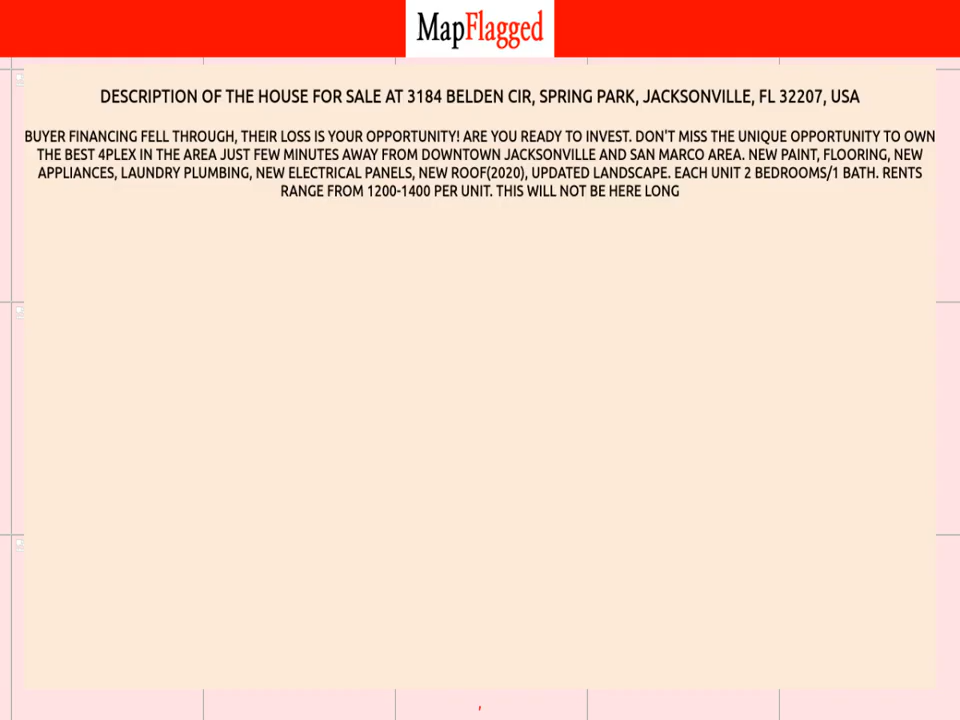 MapFlagged
DESCRIPTION OF THE HOUSE FOR SALE AT 3184 BELDEN CIR, SPRING PARK, JACKSONVILLE, FL 32207, USA
BUYER FINANCING FELL THROUGH, THEIR LOSS IS YOUR OPPORTUNITY! ARE YOU READY TO INVEST. DON'T MISS THE UNIQUE OPPORTUNITY TO OWN
THE BEST 4PLEX IN THE AREA JUST FEW MINUTES AWAY FROM DOWNTOWN JACKSONVILLE AND SAN MARCO AREA. NEW PAINT, FLOORING, NEW
APPLIANCES, LAUNDRY PLUMBING, NEW ELECTRICAL PANELS, NEW ROOF(2020), UPDATED LANDSCAPE. EACH UNIT 2 BEDROOMS/1 BATH. RENTS
RANGE FROM 1200-1400 PER UNIT. THIS WILL NOT BE HERE LONG
,